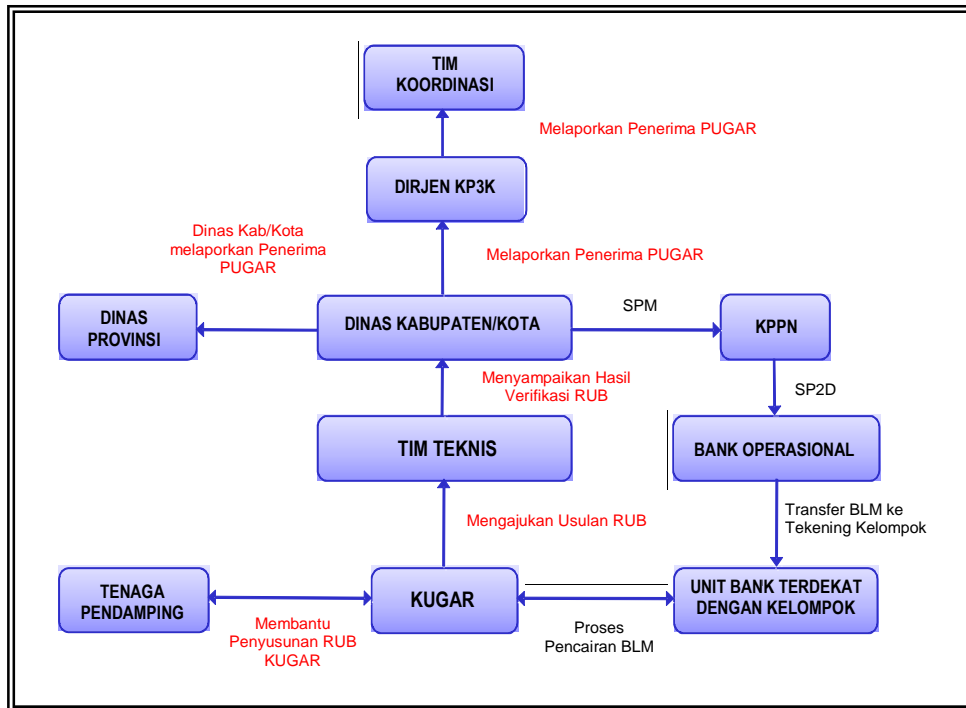 TIM
KOORDINASI
Melaporkan Penerima PUGAR
DIRJEN KP3K
Dinas Kab/Kota
melaporkan Penerima
PUGAR
Melaporkan Penerima PUGAR
DINAS
PROVINSI
DINAS KABUPATEN/KOTA
SPM
KPPN
Menyampaikan Hasil
Verifikasi RUB
SP2D
TIM TEKNIS
BANK OPERASIONAL
Mengajukan Usulan RUB
Transfer BLM ke
Tekening Kelompok
TENAGA
PENDAMPING
KUGAR
UNIT BANK TERDEKAT
DENGAN KELOMPOK
Membantu
Penyusunan RUB
KUGAR
Proses
Pencairan BLM